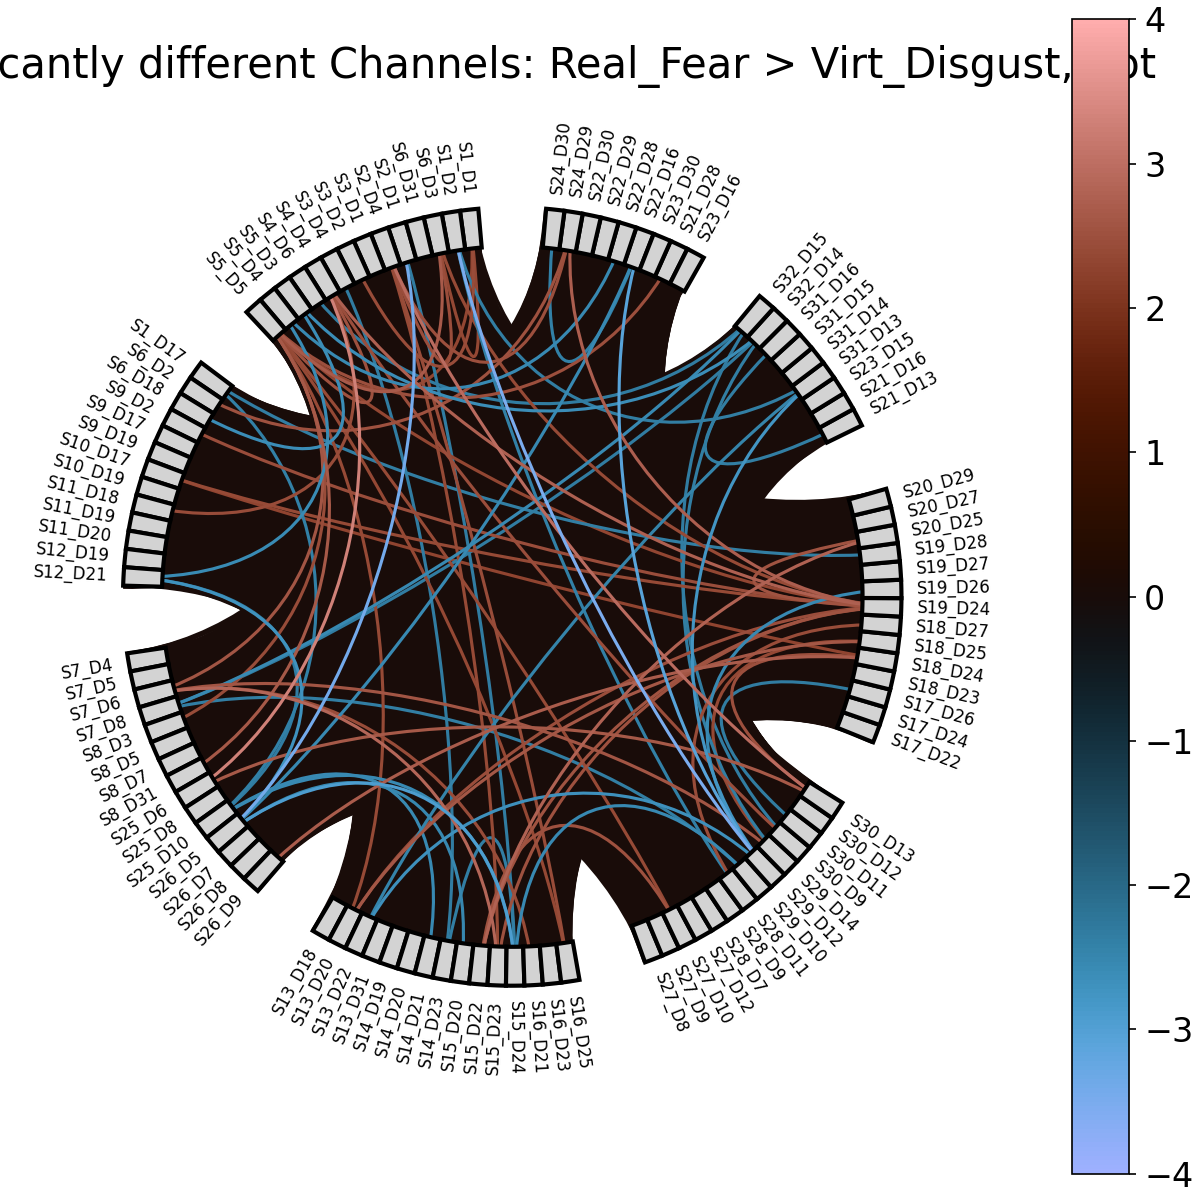 cantly different Channels: Real_Fear > Virt_Disgust,
S1_D1
S1_D2
S6_D3
S6_D31
S2_D1
S2_D4
S3_D1
S3_D2
S3_D4
S4_D4
S4_D6
S5_D3
S5_D4
S5_D5
S1_D17
S6_D2
S6_D18
S9_D2
S9_D17
S9_D19
S10_D17
S10_D19
S11_D18
S11_D19
S11_D20
S12_D19
S12_D21
S7_D4
S7_D5
S7_D6
S7_D8
S8_D3
S8_D5
S8_D7
S8_D31
S25_D6
S25_D8
S25_D10
S26_D5
S26_D7
S26_D8
S26_D9
S13_D18
S13_D20
S13_D22
S13_D31
S14_D19
S14_D20
S14_D21
S14_D23
S15_D20
S15_D22
S15_D23
S15_D24
S16_D21
S16_D23
S16_D25
S27_D8
S27_D9
S27_D10
S27_D12
S28_D7
S28_D9
S28_D11
S29_D10
S29_D12
S29_D14
S30_D9
S30_D11
S30_D12
S30_D13
S17_D22
S17_D24
S17_D26
S18_D23
S18_D24
S18_D25
S18_D27
S19_D24
S19_D26
S19_D27
S19_D28
S20_D25
S20_D27
S20_D29
S21_D13
S21_D16
S23_D15
S31_D13
S31_D14
S31_D15
S31_D16
S32_D14
S32_D15
S23_D16
S21_D28
S23_D30
S22_D16
S22_D28
S22_D29
S22_D30
S24_D29
S24_D30
4
3
2
1
0
−1
−2
−3
−4